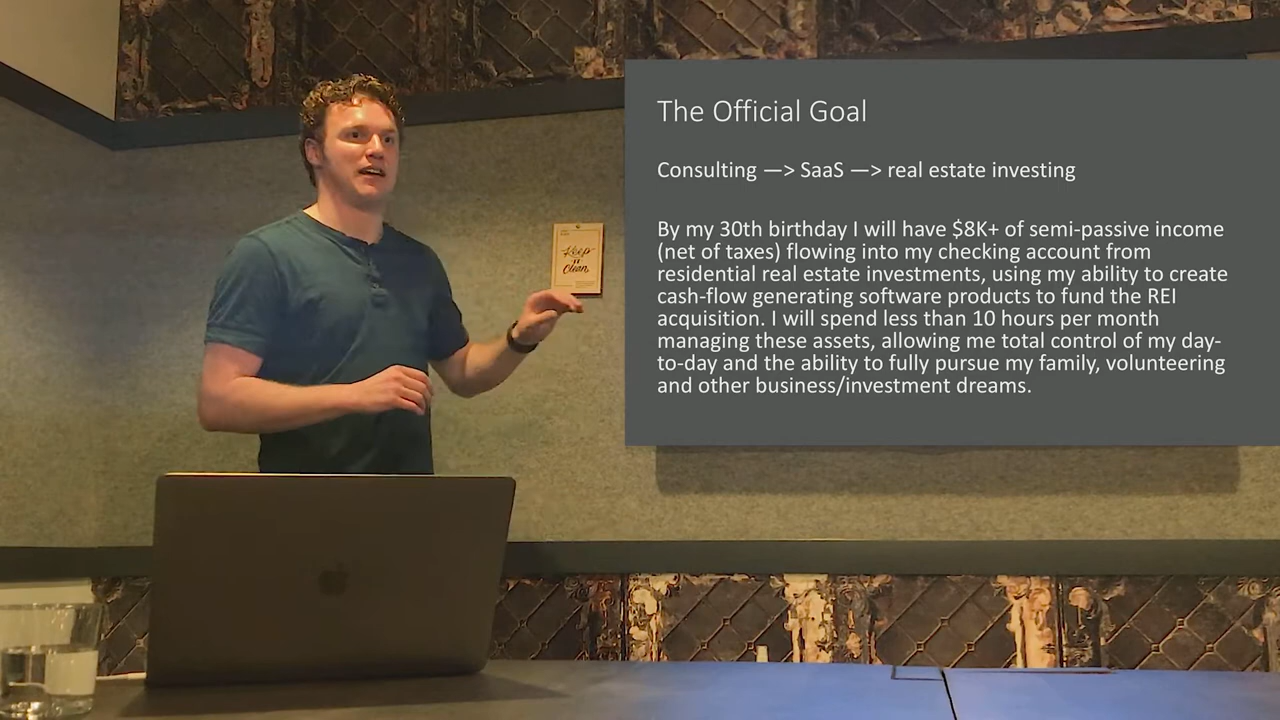 The Official Goal
Consulting —> SaaS —> real estate investing
By my 30th birthday I will have $8K+ of semi-passive income
(net of taxes) flowing into my checking account from
residential real estate investments, using my ability to create
cash-flow generating software products to fund the REI
acquisition. I will spend less than 10 hours per month
managing these assets, allowing me total control of my day-
to-day and the ability to fully pursue my family, volunteering
and other business/investment dreams.
Keep
it
Clean